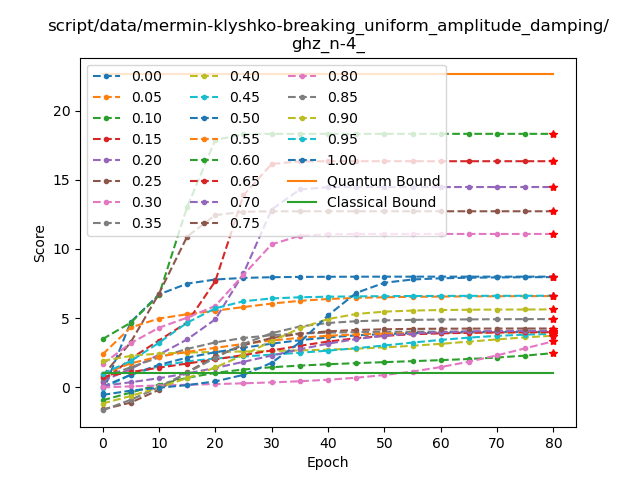 script/data/mermin-klyshko-breaking_uniform_amplitude_damping/
ghz_n-4_
0.00 0.40 0.80
0.05 0.45 0.85
0.10 0.50 0.90
0.15 0.55 0.95
0.20 0.60 1.00
0.25 0.65 Quantum Bound
0.30 0.70 Classical Bound
0.35 0.75
Score
20
15
10
5
0
0 10 20 30 40 50 60 70 80
Epoch